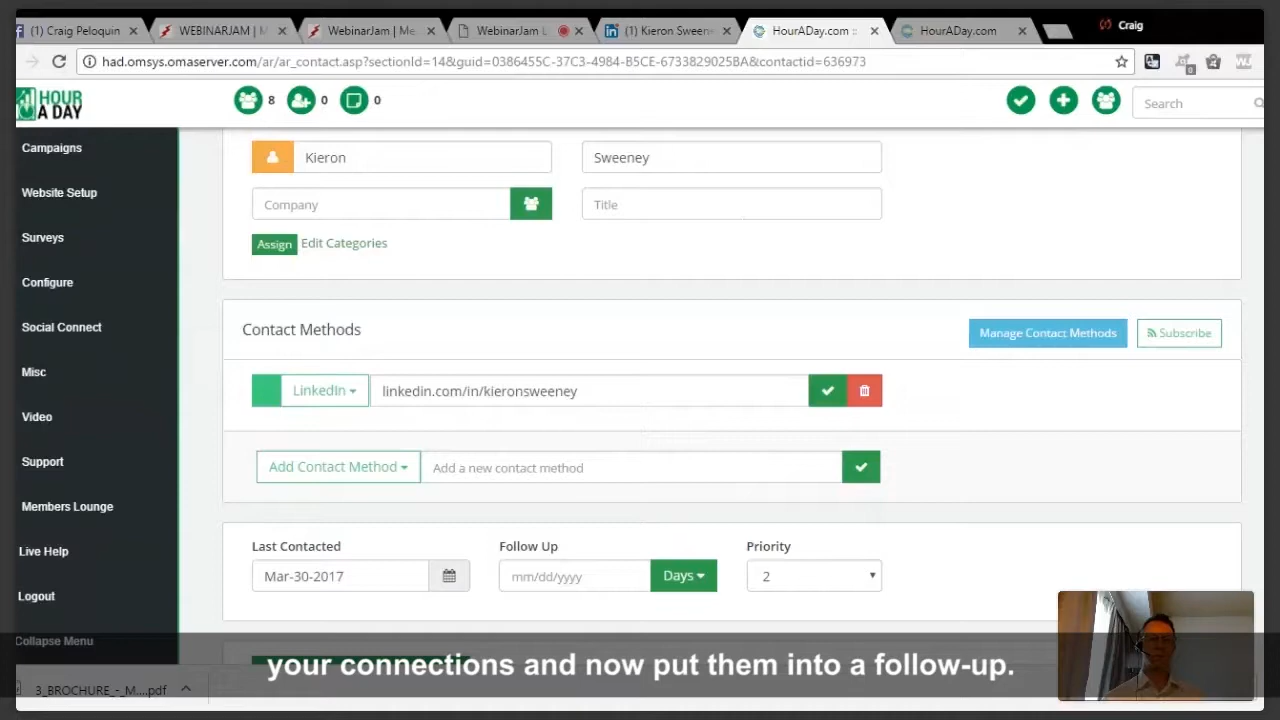 (1) Craig Peloquin
WEBINARJAM | M
WebinarJam | Me
WebinarJam L
(1) Kieron Sween
HourADay.com ::
HourADay.com
Craig
had.omsys.omaserver.com/ar/ar_contact.asp?sectionId=14&guid=0386455C-37C3-4984-B5CE-6733829025BA&contactid=636973
HOUR
A DAY
8
0
0
Search
Campaigns
Website Setup
Surveys
Configure
Social Connect
Misc
Video
Support
Members Lounge
Live Help
Logout
Collapse Menu
Kieron
Sweeney
Company
Title
Assign Edit Categories
Contact Methods
Manage Contact Methods
Subscribe
LinkedIn
linkedin.com/in/kieronsweeney
Add Contact Method
Add a new contact method
Last Contacted
Follow Up
Priority
Mar-30-2017
mm/dd/yyyy
Days
2
your connections and now put them into a follow-up.
3_BROCHURE_-_M....pdf